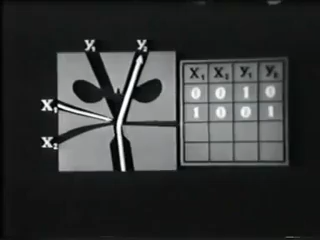 y₁ y₂
x₁
x₂
x₁ x₂ y₁ y₂
0 0 1 0
1 0 0 1